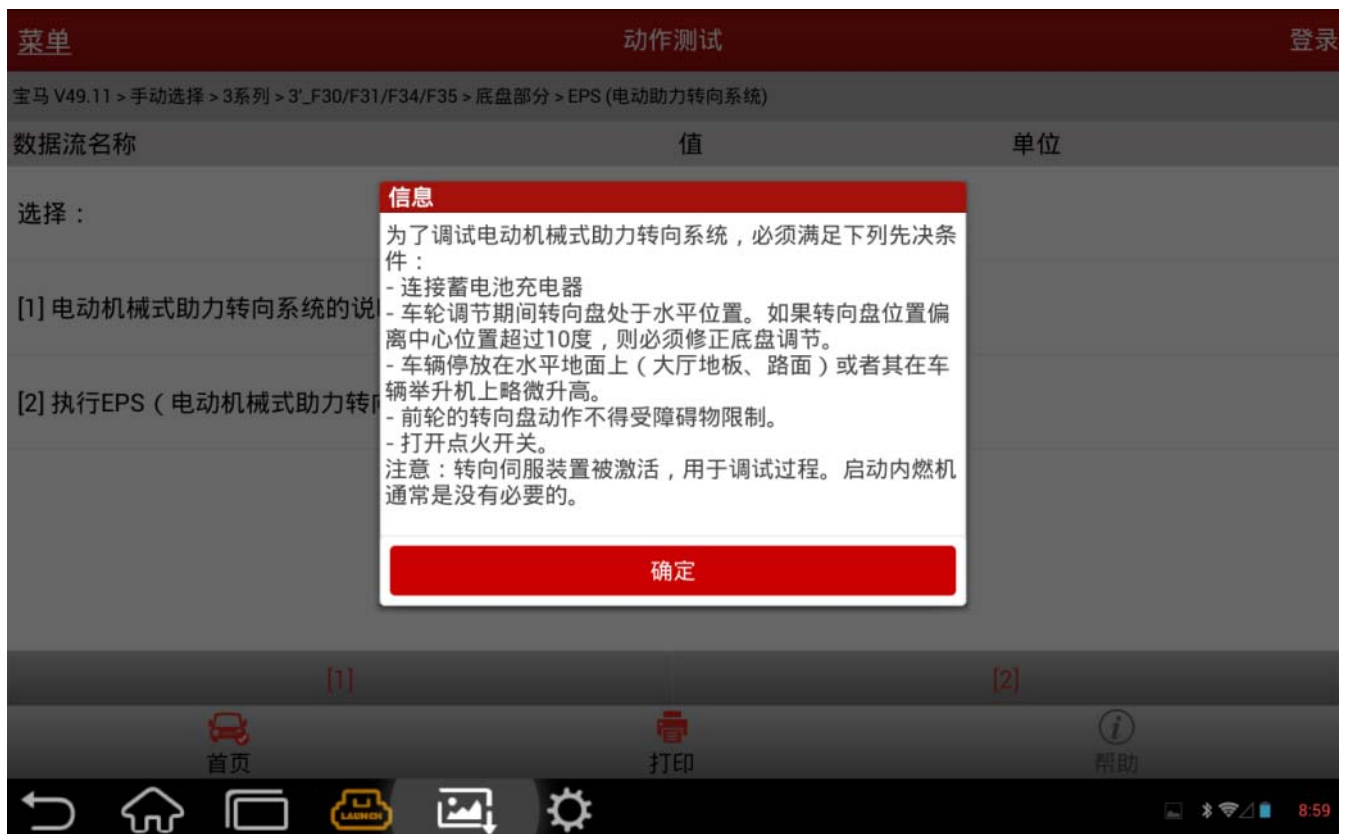 菜单
动作测试
登录
宝马 V49.11 > 手动选择 > 3系列 > 3'_F30/F31/F34/F35 > 底盘部分 > EPS (电动助力转向系统)
数据流名称
值
单位
选择：
[1] 电动机械式助力转向系统的说
[2] 执行EPS（电动机械式助力转
信息
为了调试电动机械式助力转向系统，必须满足下列先决条
件：
- 连接蓄电池充电器
- 车轮调节期间转向盘处于水平位置。如果转向盘位置偏
离中心位置超过10度，则必须修正底盘调节。
- 车辆停放在水平地面上（大厅地板、路面）或者其在车
辆举升机上略微升高。
- 前轮的转向盘动作不得受障碍物限制。
- 打开点火开关。
注意：转向伺服装置被激活，用于调试过程。启动内燃机
通常是没有必要的。
确定
[1]
[2]
首页
打印
帮助
LAUNCH
8:59